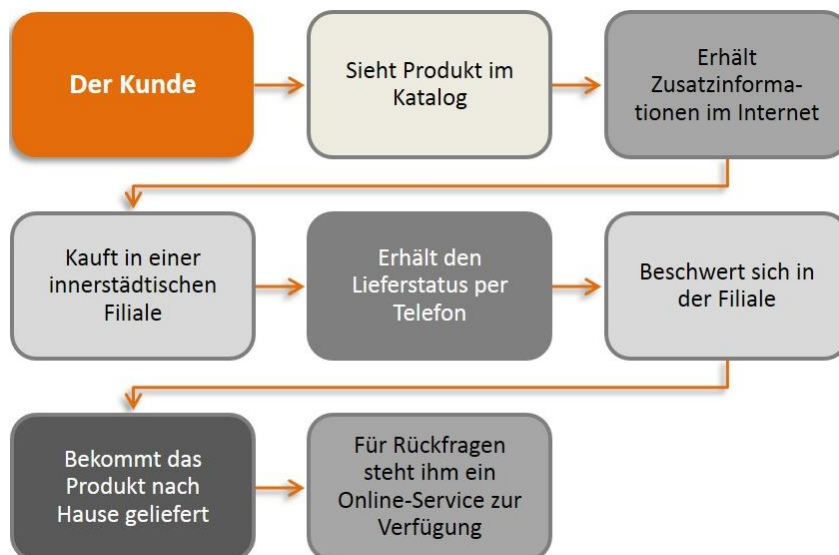 Der Kunde
Sieht Produkt im
Katalog
Erhält
Zusatzinforma-
tionen im Internet
Kauft in einer
innerstädtischen
Filiale
Erhält den
Lieferstatus per
Telefon
Beschwert sich in
der Filiale
Bekommt das
Produkt nach
Hause geliefert
Für Rückfragen
steht ihm ein
Online-Service zur
Verfügung